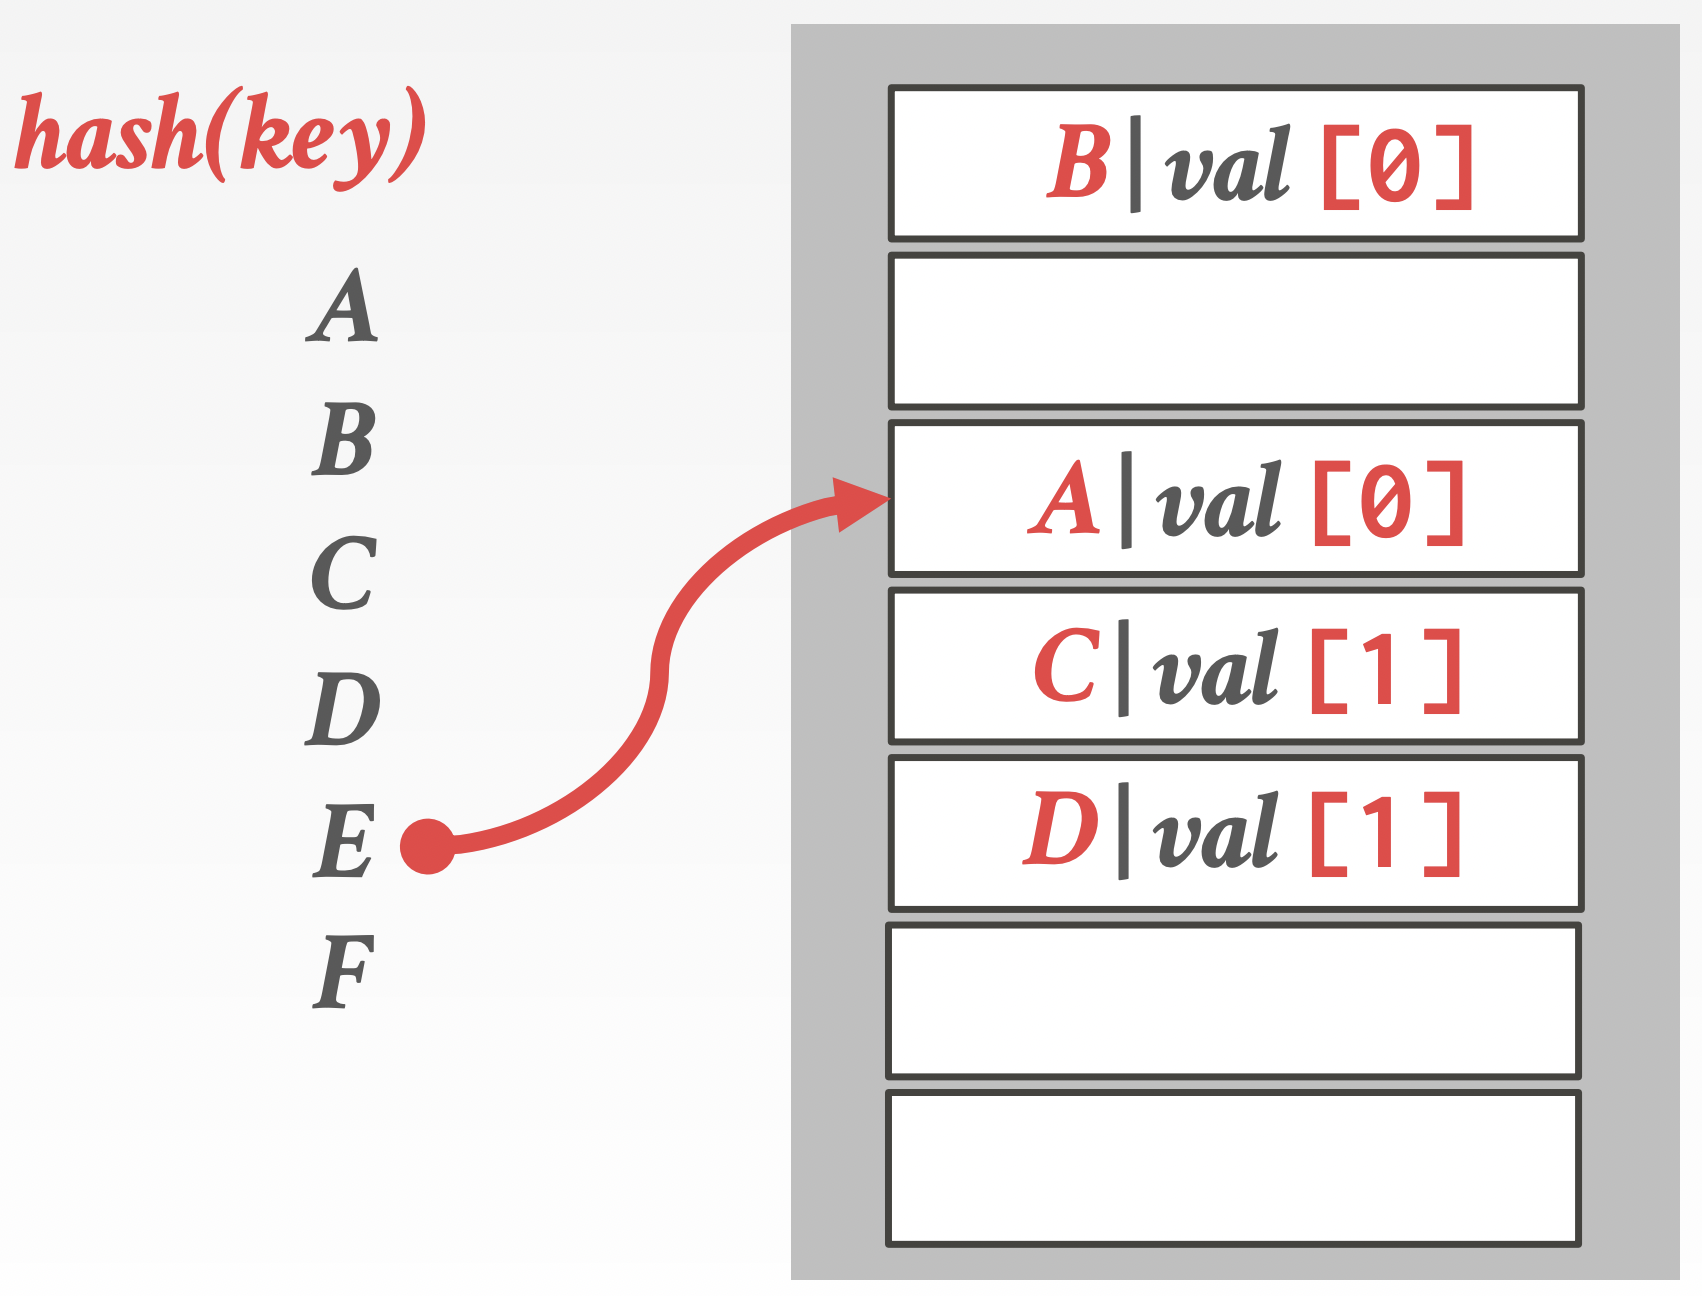 hash(key)
A
B
C
D
E
F
B|val [0]
A|val [0]
C|val [1]
D|val [1]